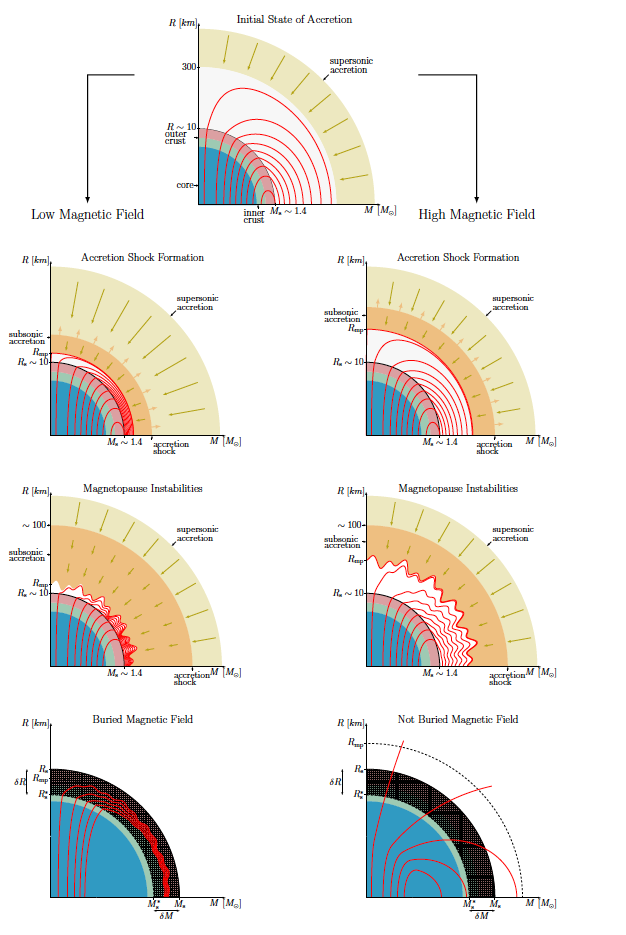 Initial State of Accretion
R [km]
300
supersonic
accretion
R ∼ 10
outer
crust
core
inner
crust
M* ∼ 1.4
M [M⊙]
Low Magnetic Field
High Magnetic Field
Accretion Shock Formation
R [km]
supersonic
accretion
subsonic
accretion
Rmp
R* ∼ 10
M* ∼ 1.4
accretion
shock
M [M⊙]
Accretion Shock Formation
R [km]
supersonic
accretion
subsonic
accretion
Rmp
R* ∼ 10
M* ∼ 1.4
accretion
shock
M [M⊙]
Magnetopause Instabilities
R [km]
∼ 100
supersonic
accretion
subsonic
accretion
Rmp
R* ∼ 10
M* ∼ 1.4
accretion
shock
M [M⊙]
Magnetopause Instabilities
R [km]
∼ 100
supersonic
accretion
subsonic
accretion
Rmp
R* ∼ 10
M* ∼ 1.4
accretion
shock
M [M⊙]
Buried Magnetic Field
R [km]
R*
δR
Rmp
R*
M*
M*
δM
M [M⊙]
Not Buried Magnetic Field
R [km]
Rmp
R*
δR
R*
M*
M*
δM
M [M⊙]